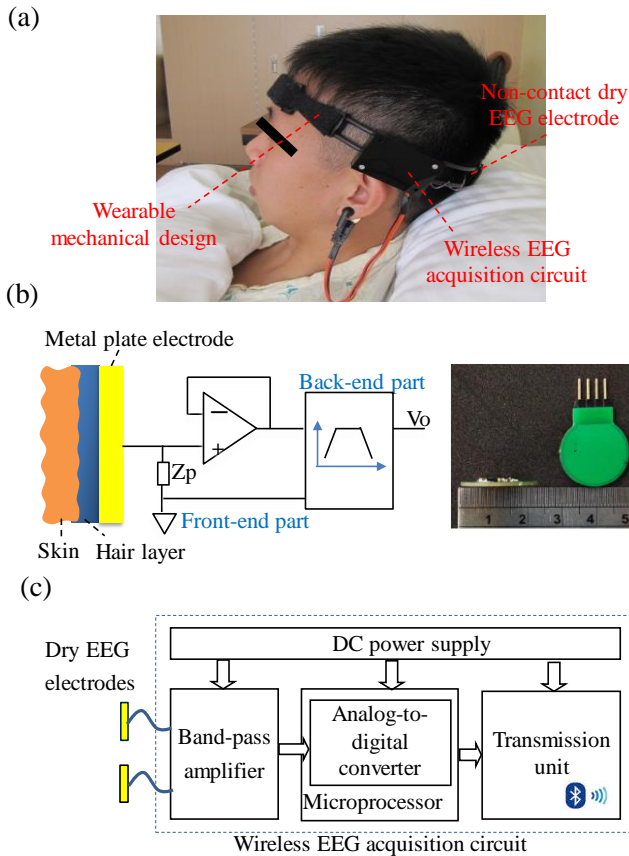 (a)
Non-contact dry
EEG electrode
Wearable
mechanical design
Wireless EEG
acquisition circuit
(b)
Metal plate electrode
Back-end part
Vo
−
+
Zp
Front-end part
Skin
Hair layer
1 2 3 4 5
(c)
Dry EEG
electrodes
DC power supply
Band-pass
amplifier
Analog-to-
digital
converter
Microprocessor
Transmission
unit
Wireless EEG acquisition circuit